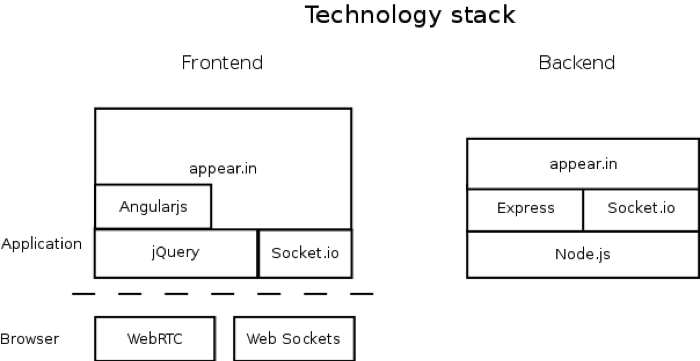 Technology stack
Frontend
Backend
appear.in
Angularjs
Application
jQuery
Socket.io
Browser
WebRTC
Web Sockets
appear.in
Express
Socket.io
Node.js